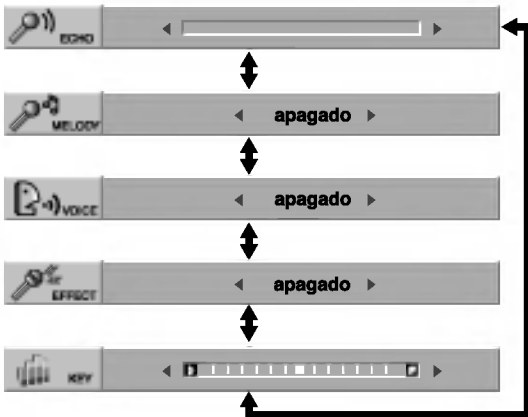 ECHO
MELODY
apagado
VOICE
apagado
EFFECT
apagado
KEY